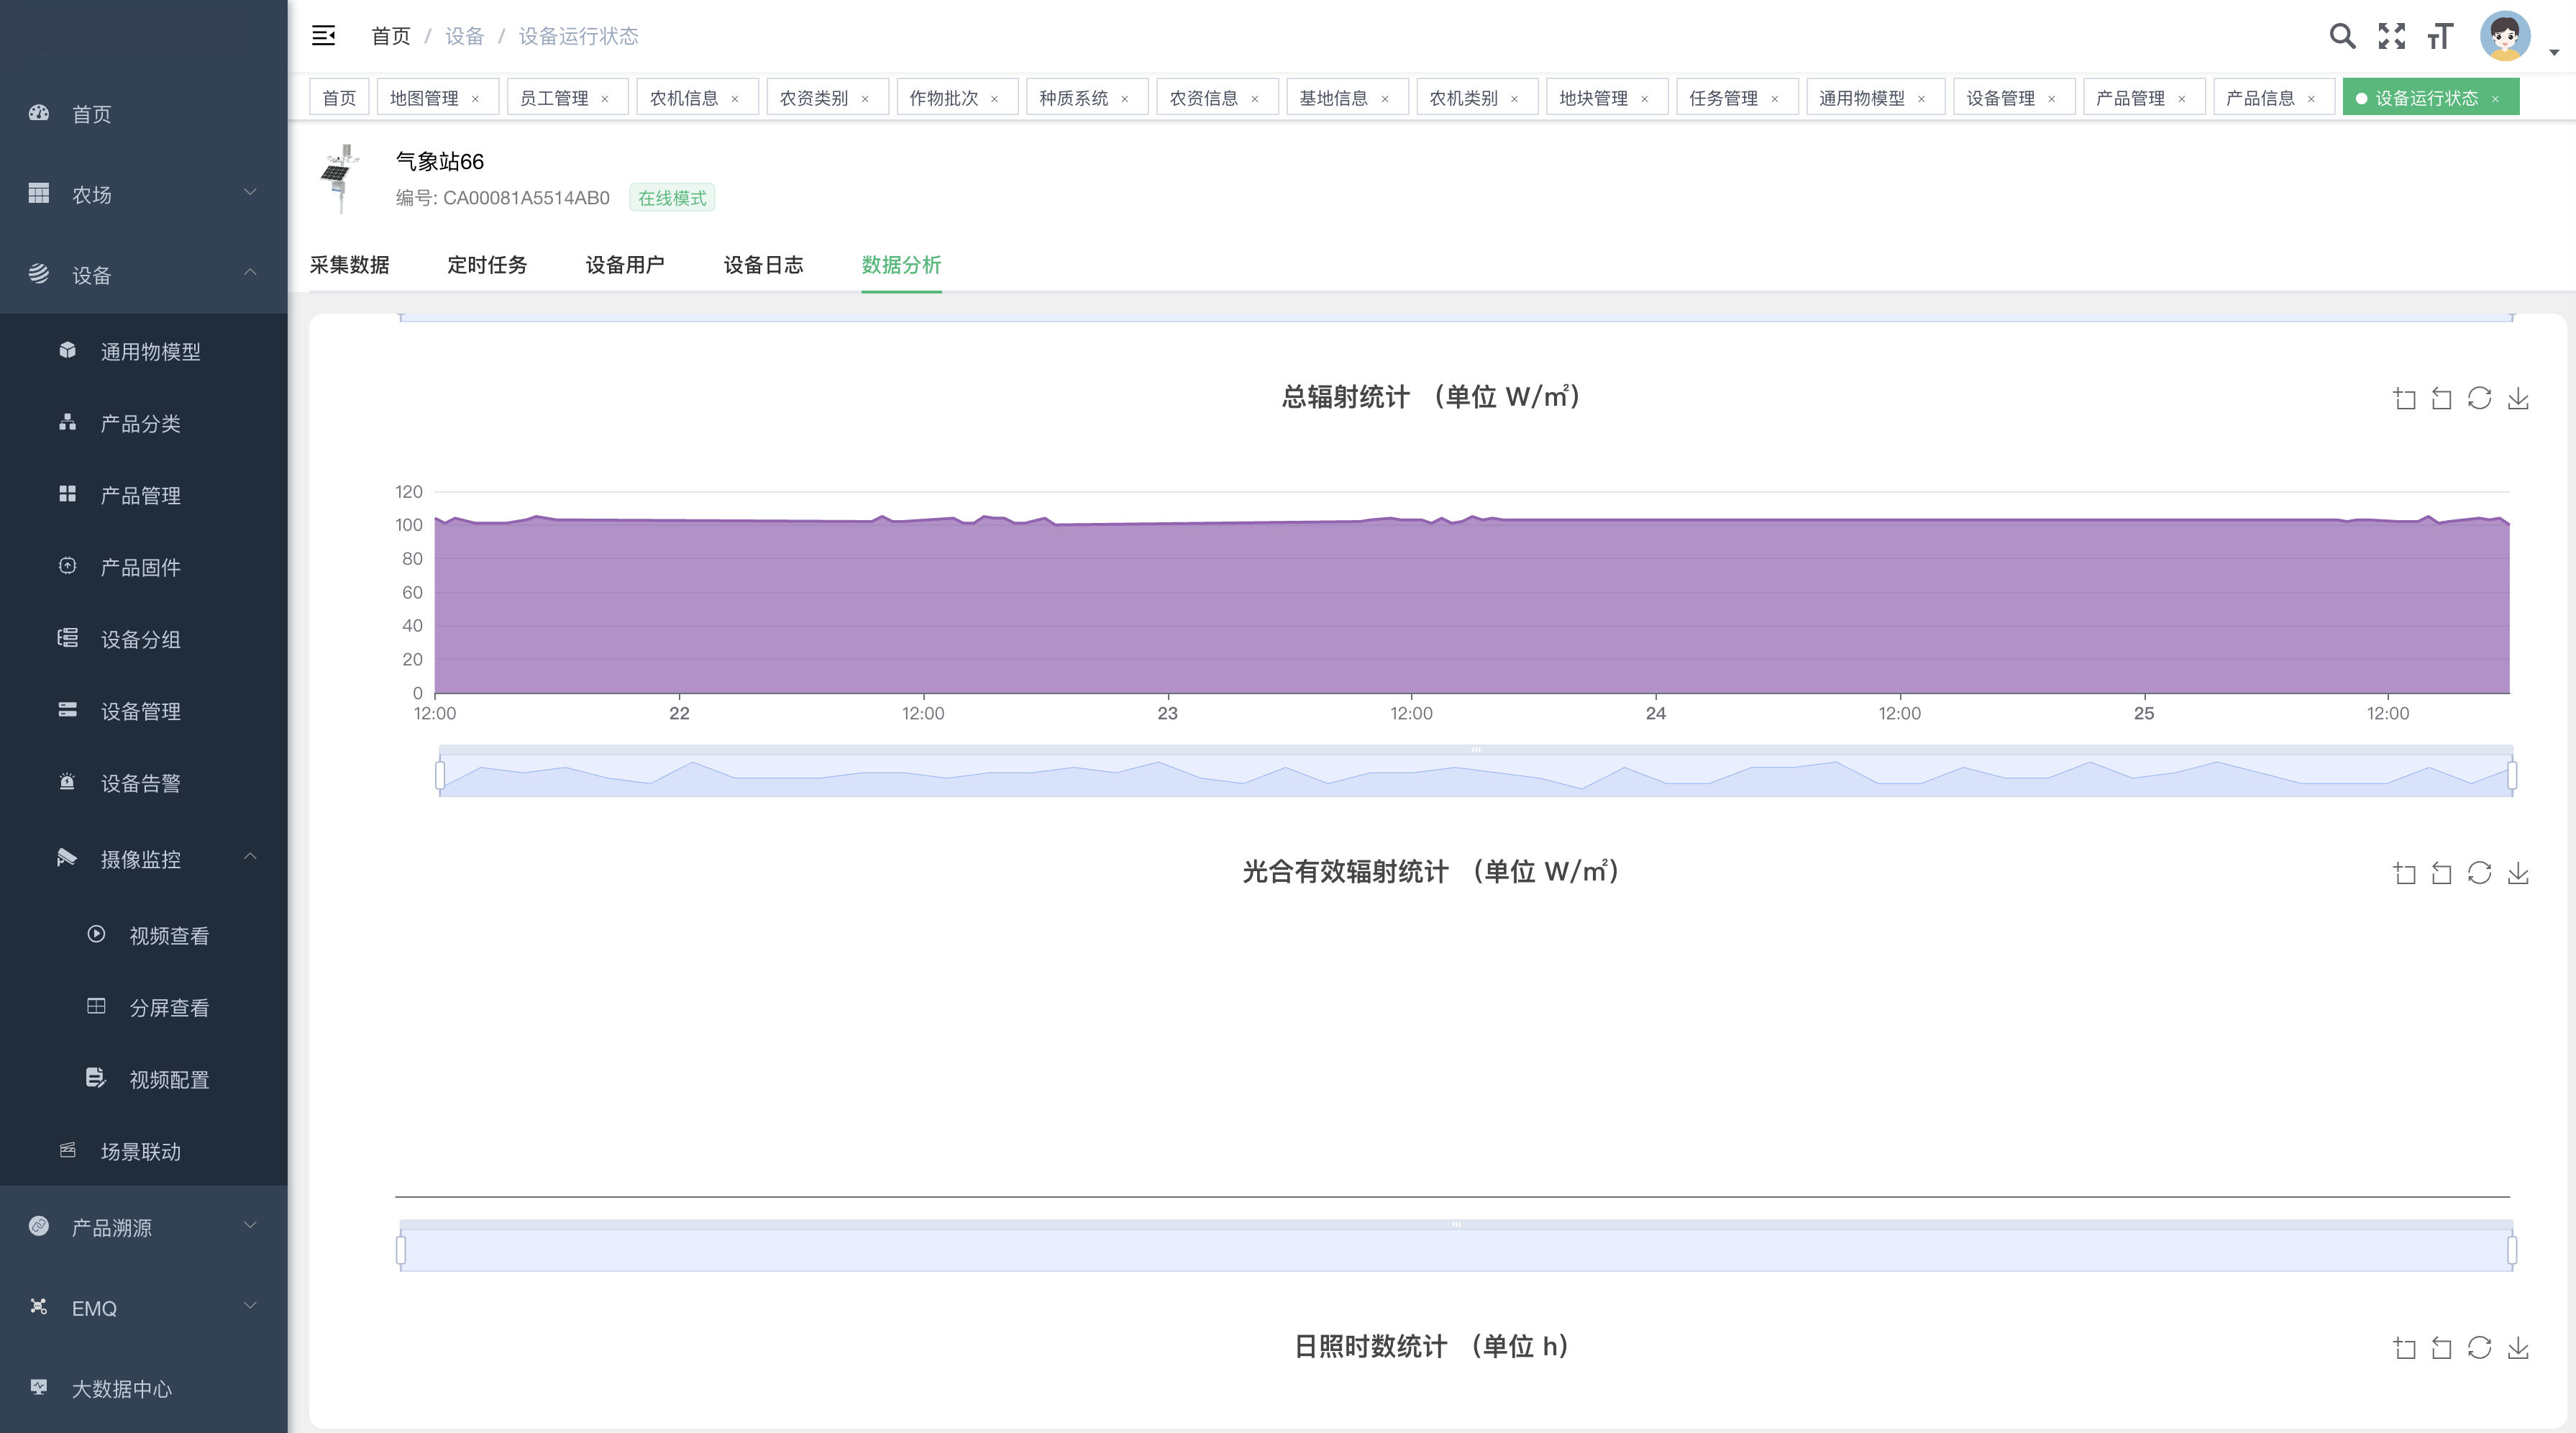 首页 / 设备 / 设备运行状态
首页 地图管理 × 员工管理 × 农机信息 × 农资类别 × 作物批次 × 种质系统 × 农资信息 × 基地信息 × 农机类别 × 地块管理 × 任务管理 × 通用物模型 × 设备管理 × 产品管理 × 产品信息 × 设备运行状态 ×
首页
农场
设备
通用物模型
产品分类
产品管理
产品固件
设备分组
设备管理
设备告警
摄像监控
视频查看
分屏查看
视频配置
场景联动
产品溯源
EMQ
大数据中心
气象站66
编号: CA00081A5514AB0 在线模式
采集数据 定时任务 设备用户 设备日志 数据分析
总辐射统计 （单位 W/㎡）
120
100
80
60
40
20
0
12:00 22 12:00 23 12:00 24 12:00 25 12:00
光合有效辐射统计 （单位 W/㎡）
日照时数统计 （单位 h）